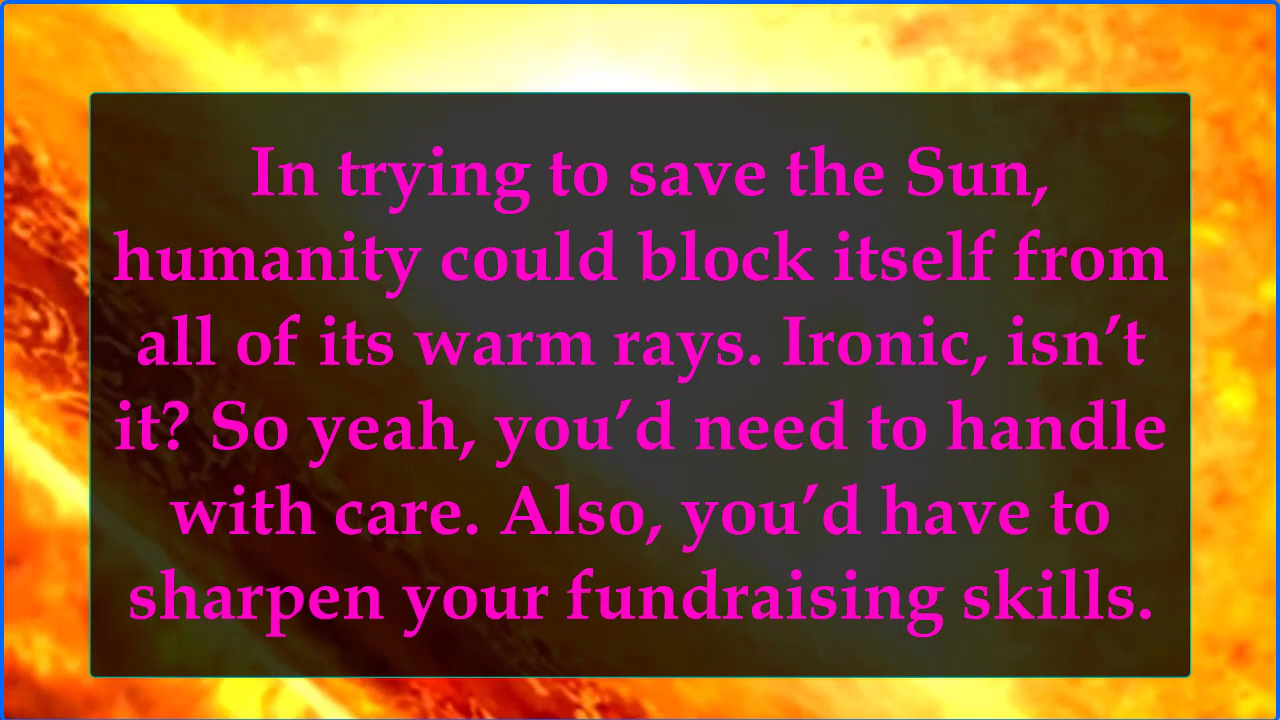 In trying to save the Sun,
humanity could block itself from
all of its warm rays. Ironic, isn’t
it? So yeah, you’d need to handle
with care. Also, you’d have to
sharpen your fundraising skills.